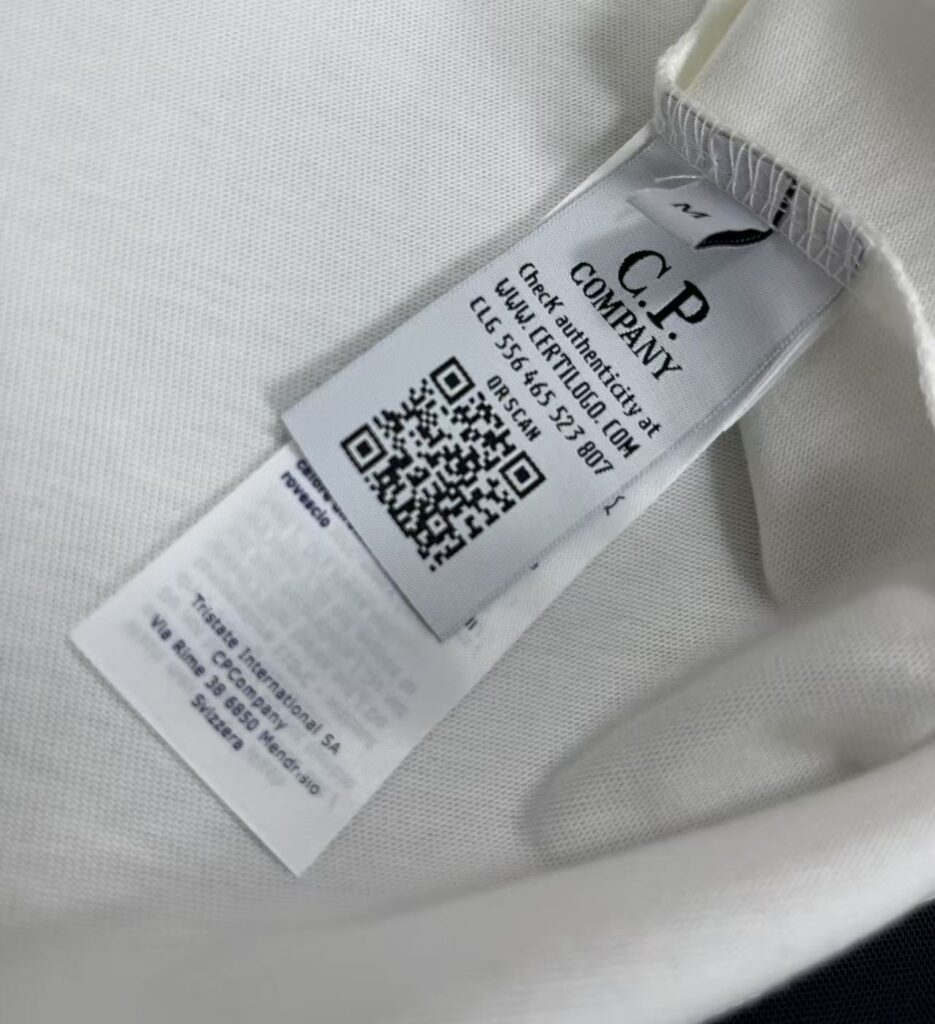 M
C.P.
COMPANY
Check authenticity at
WWW.CERTILOGO.COM
CLG 556 465 523 807
OR SCAN
rovescio
Tristate International SA
CPCompany
Via Rime 38 6850 Mendrisio
Svizzera